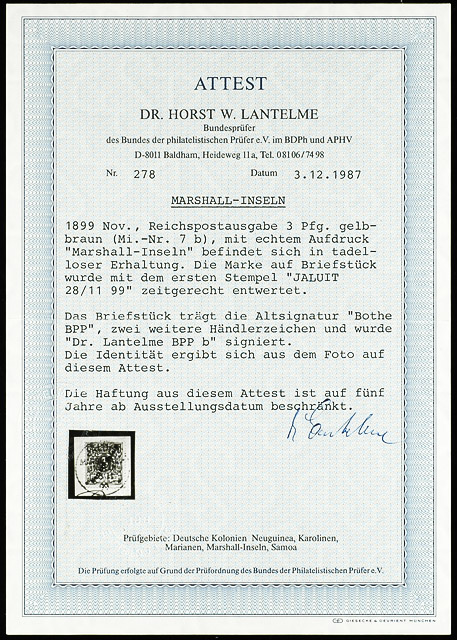 ATTEST
DR. HORST W. LANTELME
Bundesprüfer
des Bundes der philatelistischen Prüfer e.V. im BDPh und APHV
D-8011 Baldham, Heideweg 11a, Tel. 08106/7498
Nr. 278 Datum 3.12.1987
MARSHALL-INSELN
1899 Nov., Reichspostausgabe 3 Pfg. gelb-
braun (Mi.-Nr. 7 b), mit echtem Aufdruck
"Marshall-Inseln" befindet sich in tadel-
loser Erhaltung. Die Marke auf Briefstück
wurde mit dem ersten Stempel "JALUIT
28/11 99" zeitgerecht entwertet.
Das Briefstück trägt die Altsignatur "Bothe
BPP", zwei weitere Händlerzeichen und wurde
"Dr. Lantelme BPP b" signiert.
Die Identität ergibt sich aus dem Foto auf
diesem Attest.
Die Haftung aus diesem Attest ist auf fünf
Jahre ab Ausstellungsdatum beschränkt.
Lantelme
Prüfgebiete: Deutsche Kolonien Neuguinea, Karolinen,
Marianen, Marshall-Inseln, Samoa
Die Prüfung erfolgte auf Grund der Prüfordnung des Bundes der Philatelistischen Prüfer e.V.
GIESECKE & DEVRIENT MÜNCHEN